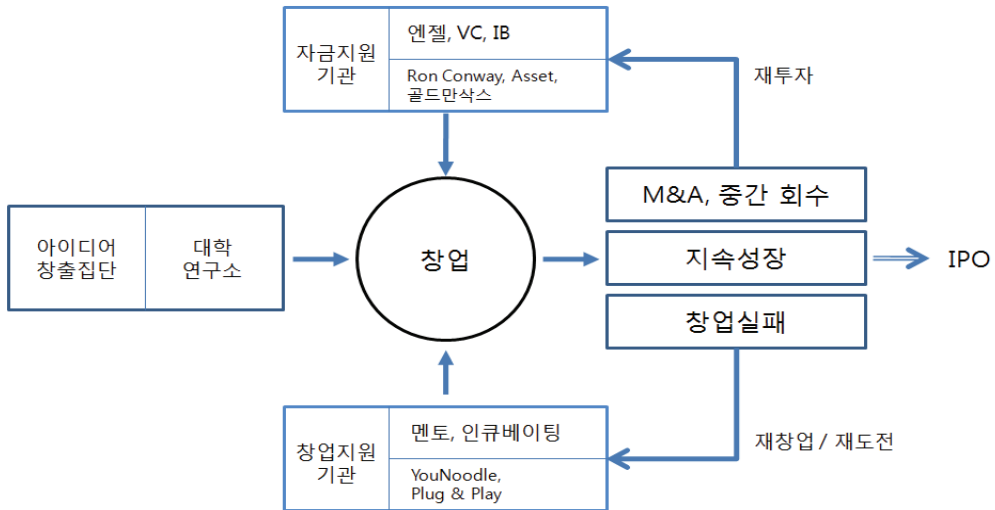 자금지원
기관
엔젤, VC, IB
Ron Conway, Asset,
골드만삭스
재투자
아이디어
창출집단
대학
연구소
창업
M&A, 중간 회수
지속성장
창업실패
IPO
창업지원
기관
멘토, 인큐베이팅
YouNoodle,
Plug & Play
재창업 / 재도전